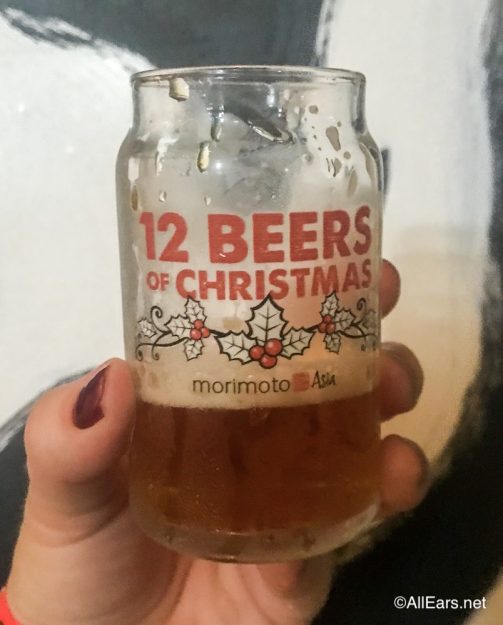 12 BEERS
OF CHRISTMAS
morimoto Asia
©AllEars.net